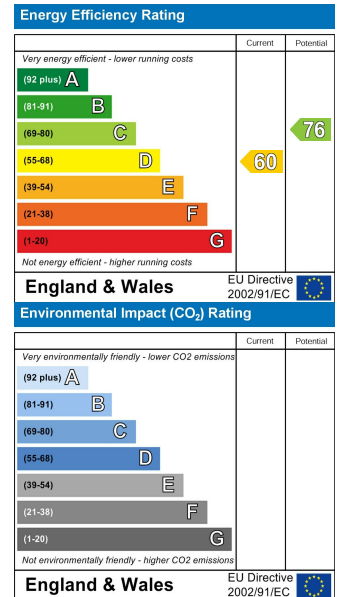 Energy Efficiency Rating
Current Potential
Very energy efficient - lower running costs
(92 plus) A
(81-91) B
(69-80) C
(55-68) D
(39-54) E
(21-38) F
(1-20) G
60
76
Not energy efficient - higher running costs
England & Wales
EU Directive
2002/91/EC
Environmental Impact (CO₂) Rating
Current Potential
Very environmentally friendly - lower CO2 emissions
(92 plus) A
(81-91) B
(69-80) C
(55-68) D
(39-54) E
(21-38) F
(1-20) G
Not environmentally friendly - higher CO2 emissions
England & Wales
EU Directive
2002/91/EC